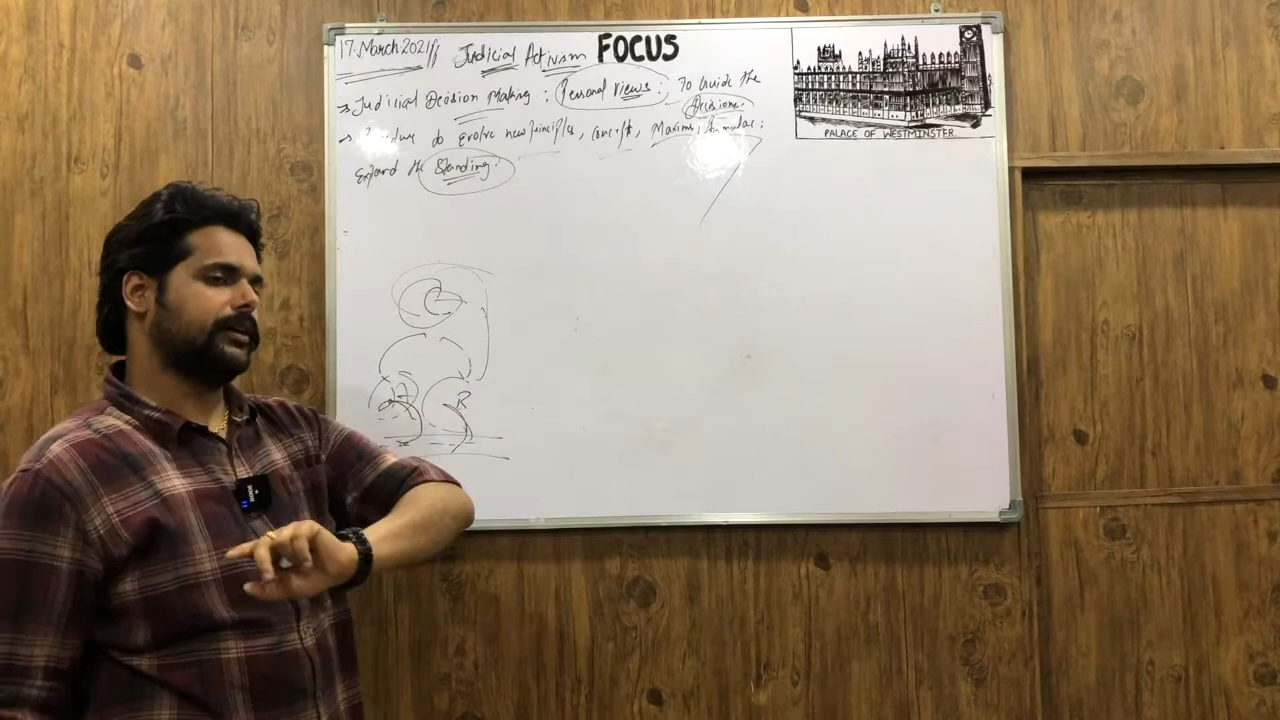 17.March.2021// Judicial Activism FOCUS
Judicial Decision Making : Personal views : To Guide the
Decisions.
to evolve new principles, concept, Maxims, formulae ;
expand the Standing.
R
PALACE OF WESTMINSTER